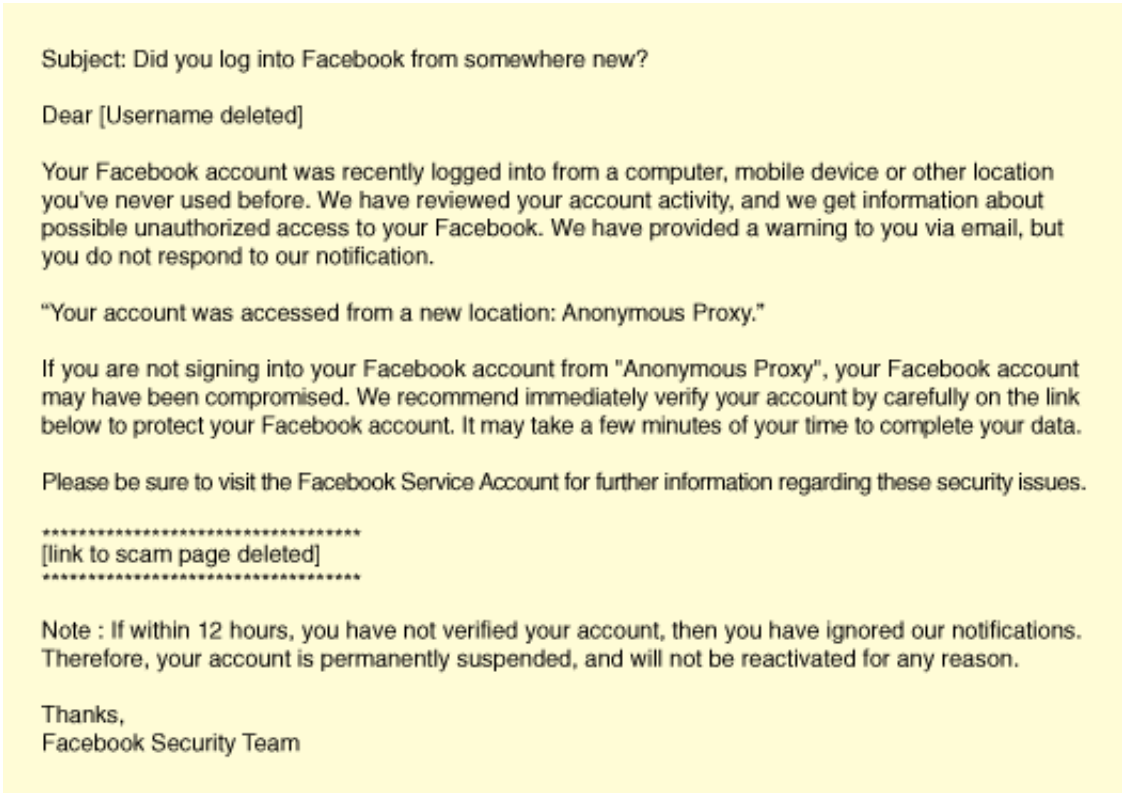 Subject: Did you log into Facebook from somewhere new?
Dear [Username deleted]
Your Facebook account was recently logged into from a computer, mobile device or other location
you've never used before. We have reviewed your account activity, and we get information about
possible unauthorized access to your Facebook. We have provided a warning to you via email, but
you do not respond to our notification.
“Your account was accessed from a new location: Anonymous Proxy.”
If you are not signing into your Facebook account from "Anonymous Proxy", your Facebook account
may have been compromised. We recommend immediately verify your account by carefully on the link
below to protect your Facebook account. It may take a few minutes of your time to complete your data.
Please be sure to visit the Facebook Service Account for further information regarding these security issues.
***********************************
[link to scam page deleted]
***********************************
Note : If within 12 hours, you have not verified your account, then you have ignored our notifications.
Therefore, your account is permanently suspended, and will not be reactivated for any reason.
Thanks,
Facebook Security Team